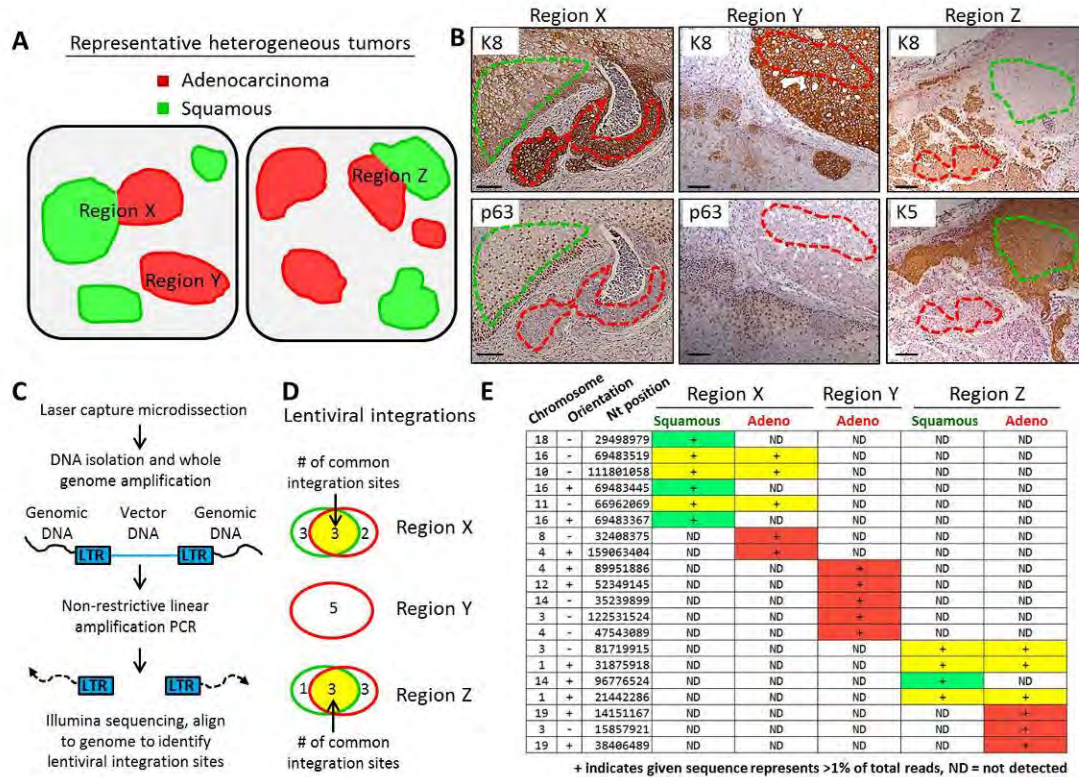 A
Representative heterogeneous tumors
Adenocarcinoma
Squamous
Region X
Region Y
Region Z
B
Region X
Region Y
Region Z
K8
K8
K8
p63
p63
K5
C
Laser capture microdissection
DNA isolation and whole
genome amplification
Genomic Vector Genomic
DNA DNA DNA
LTR LTR
Non-restrictive linear
amplification PCR
LTR LTR
Illumina sequencing, align
to genome to identify
lentiviral integration sites
D
Lentiviral integrations
# of common
integration sites
3 3 2 Region X
5 Region Y
1 3 3 Region Z
# of common
integration sites
E
Chromosome Orientation Nt position Region X Region Y Region Z
Squamous Adeno Adeno Squamous Adeno
18 - 29498979 + ND ND ND ND
16 - 69483519 + + ND ND ND
10 - 111801058 + + ND ND ND
16 + 69483445 + ND ND ND ND
11 - 66962069 + + ND ND ND
16 + 69483367 + ND ND ND ND
8 - 32408375 ND + ND ND ND
4 + 159063404 ND + ND ND ND
4 + 89951886 ND ND + ND ND
12 + 52349145 ND ND + ND ND
14 - 35239899 ND ND + ND ND
3 - 122531524 ND ND + ND ND
4 - 47543089 ND ND + ND ND
3 - 81719915 ND ND ND + +
1 + 31875918 ND ND ND + +
14 + 96776524 ND ND ND + ND
1 + 21442286 ND ND ND + +
19 + 14151167 ND ND ND ND +
3 - 15857921 ND ND ND ND +
19 + 38406489 ND ND ND ND +
+ indicates given sequence represents >1% of total reads, ND = not detected